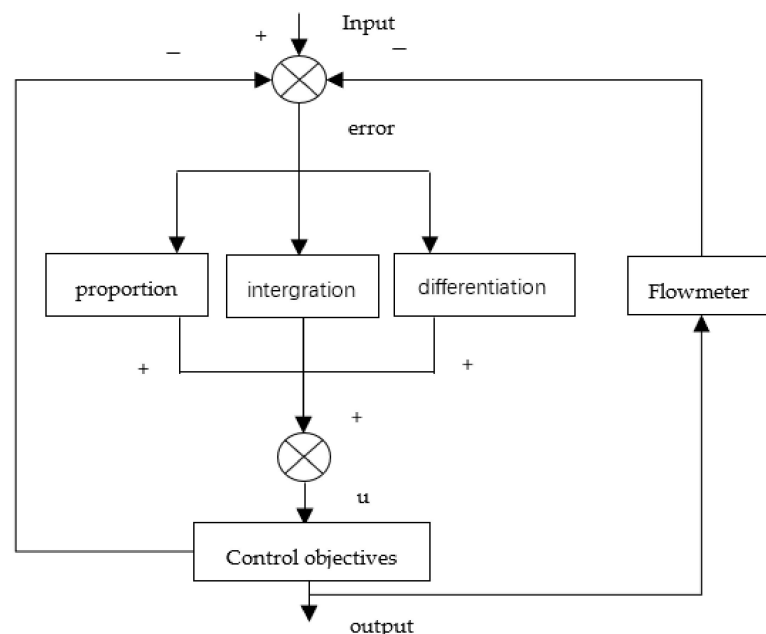 Input
+
−
−
error
proportion
intergration
differentiation
Flowmeter
+
+
+
u
Control objectives
output